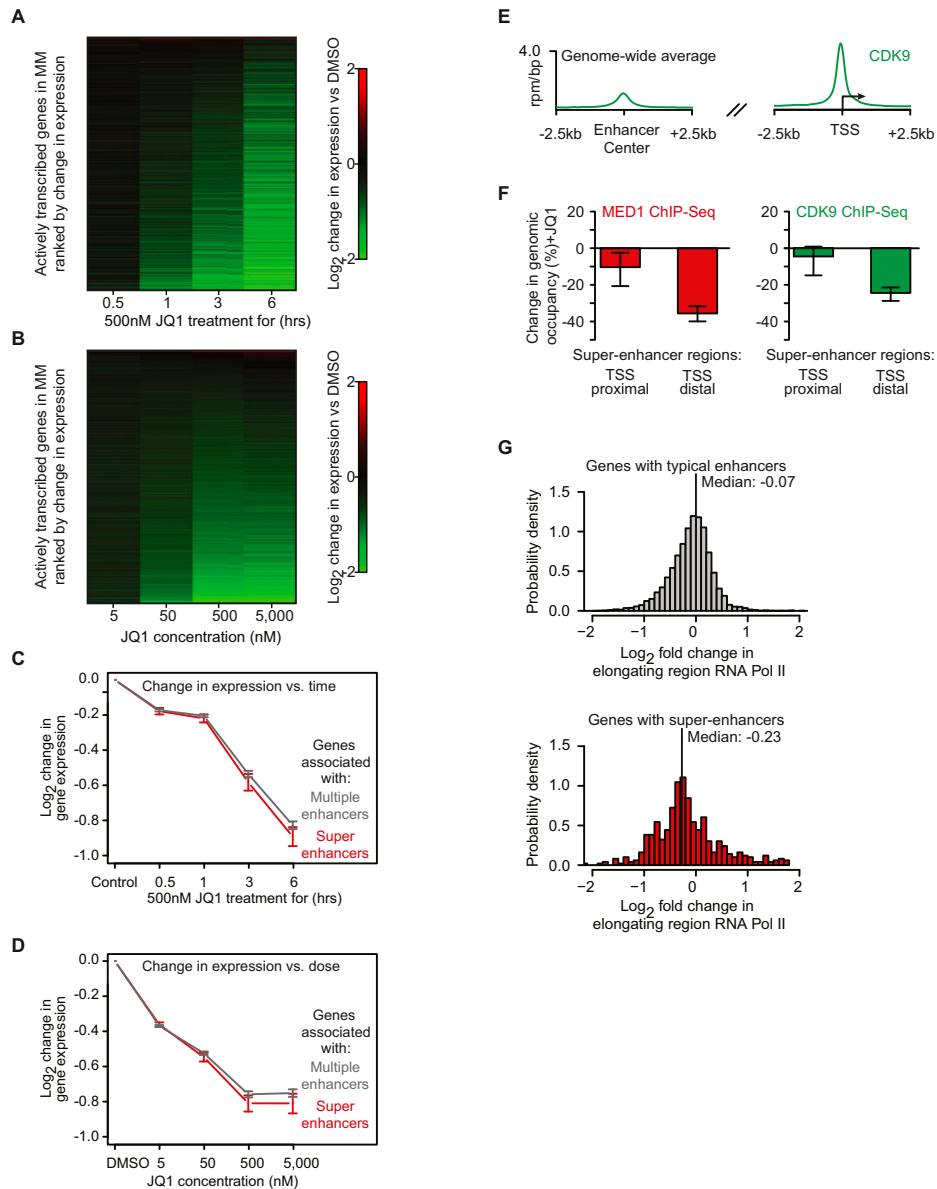 A
Actively transcribed genes in MM
ranked by change in expression
0.5 1 3 6
500nM JQ1 treatment for (hrs)
Log2 change in expression vs DMSO
2
0
-2
B
Actively transcribed genes in MM
ranked by change in expression
5 50 500 5,000
JQ1 concentration (nM)
Log2 change in expression vs DMSO
2
0
-2
C
Change in expression vs. time
Log2 change in
gene expression
0.0
-0.2
-0.4
-0.6
-0.8
-1.0
Genes
associated
with:
Multiple
enhancers
Super
enhancers
Control 0.5 1 3 6
500nM JQ1 treatment for (hrs)
D
Change in expression vs. dose
Log2 change in
gene expression
0.0
-0.2
-0.4
-0.6
-0.8
-1.0
Genes
associated
with:
Multiple
enhancers
Super
enhancers
DMSO 5 50 500 5,000
JQ1 concentration (nM)
E
4.0
rpm/bp
Genome-wide average
CDK9
-2.5kb Enhancer +2.5kb
Center
-2.5kb TSS +2.5kb
F
Change in genomic
occupancy (%)+JQ1
MED1 ChIP-Seq
20
0
-20
-40
Super-enhancer regions:
TSS TSS
proximal distal
CDK9 ChIP-Seq
20
0
-20
-40
Super-enhancer regions:
TSS TSS
proximal distal
G
Genes with typical enhancers
Median: -0.07
Probability density
1.5
1.0
0.5
0.0
−2 −1 0 1 2
Log2 fold change in
elongating region RNA Pol II
Genes with super-enhancers
Median: -0.23
Probability density
1.5
1.0
0.5
0.0
−2 −1 0 1 2
Log2 fold change in
elongating region RNA Pol II